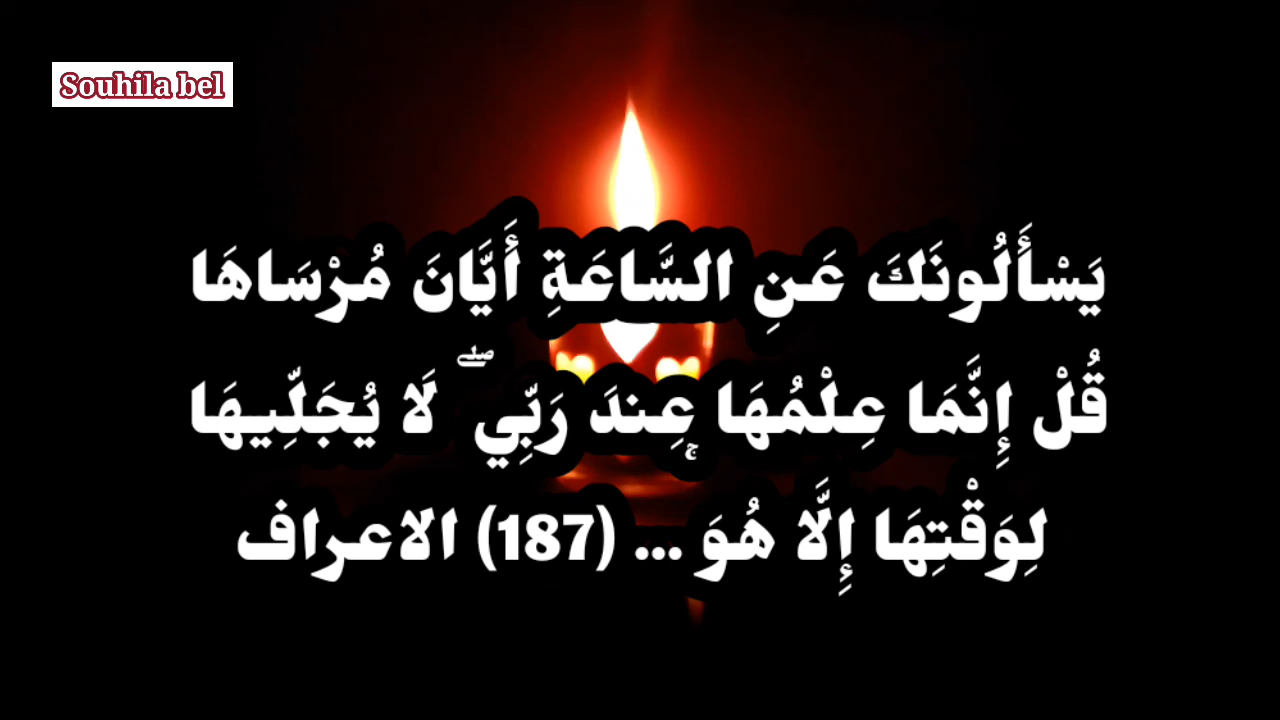 Souhila bel
يَسْأَلُونَكَ عَنِ السَّاعَةِ أَيَّانَ مُرْسَاهَا
قُلْ إِنَّمَا عِلْمُهَا عِندَ رَبِّي ۖ لَا يُجَلِّيهَا
لِوَقْتِهَا إِلَّا هُوَ ... (187) الاعراف